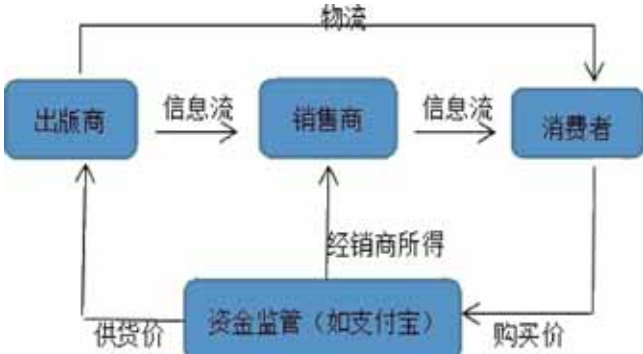 物流
出版商
信息流
销售商
信息流
消费者
经销商所得
供货价
资金监管（如支付宝）
购买价